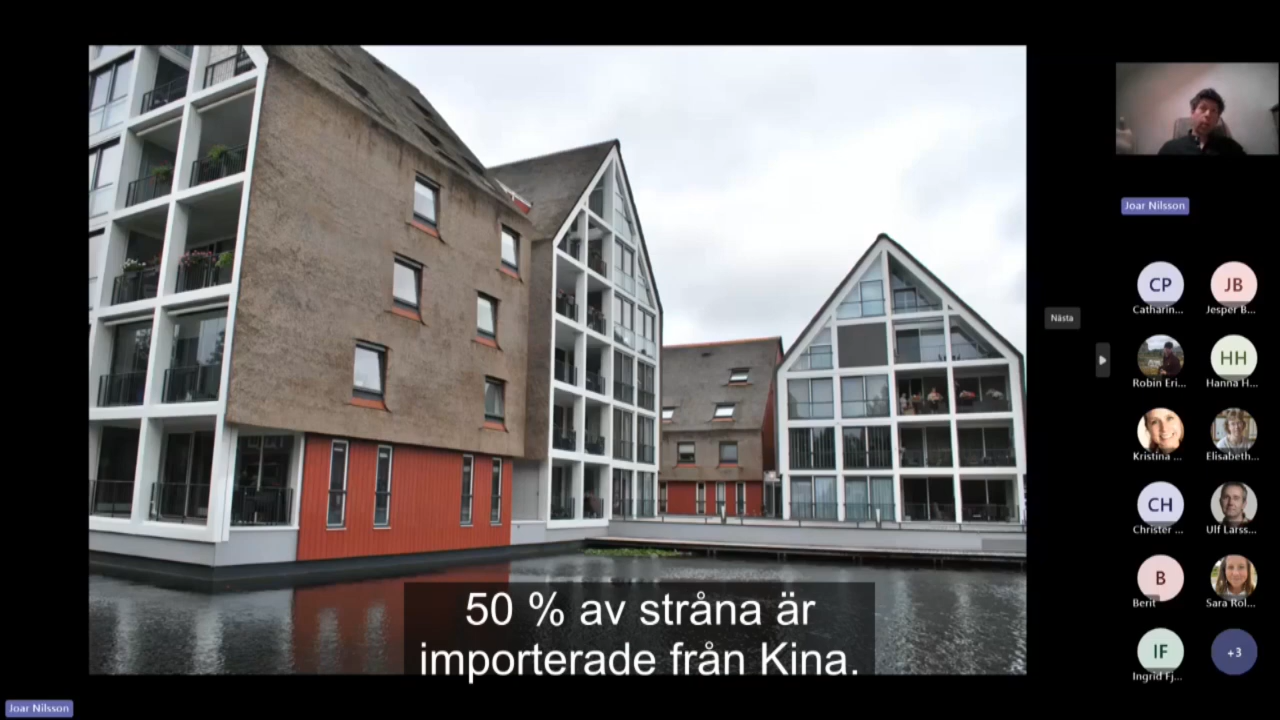 Joar Nilsson
CP
JB
Catharin...
Jesper B...
Nästa
HH
Robin Eri...
Hanna H...
Kristina ...
Elisabeth...
CH
Christer ...
Ulf Larss...
B
Berit
Sara Rol...
IF
+3
Ingrid Fj...
50 % av stråna är
importerade från Kina.
Joar Nilsson